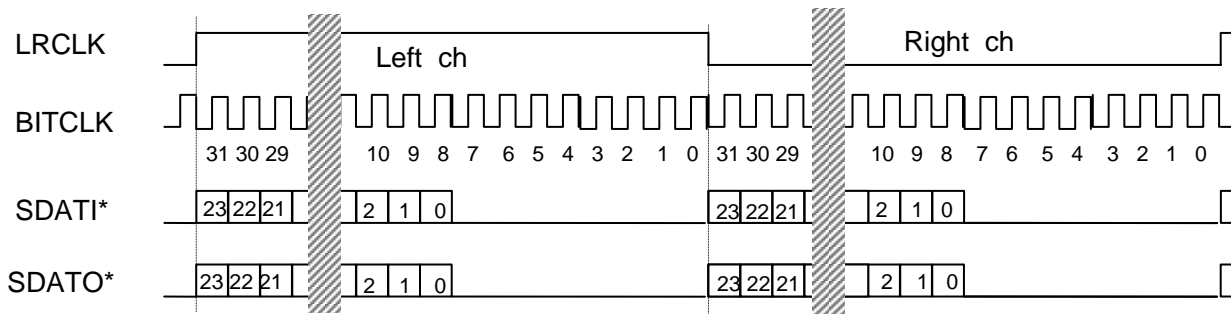 LRCLK Left ch Right ch
BITCLK
31 30 29 10 9 8 7 6 5 4 3 2 1 0 31 30 29 10 9 8 7 6 5 4 3 2 1 0
SDATI* 23 22 21 2 1 0 23 22 21 2 1 0
SDATO* 23 22 21 2 1 0 23 22 21 2 1 0